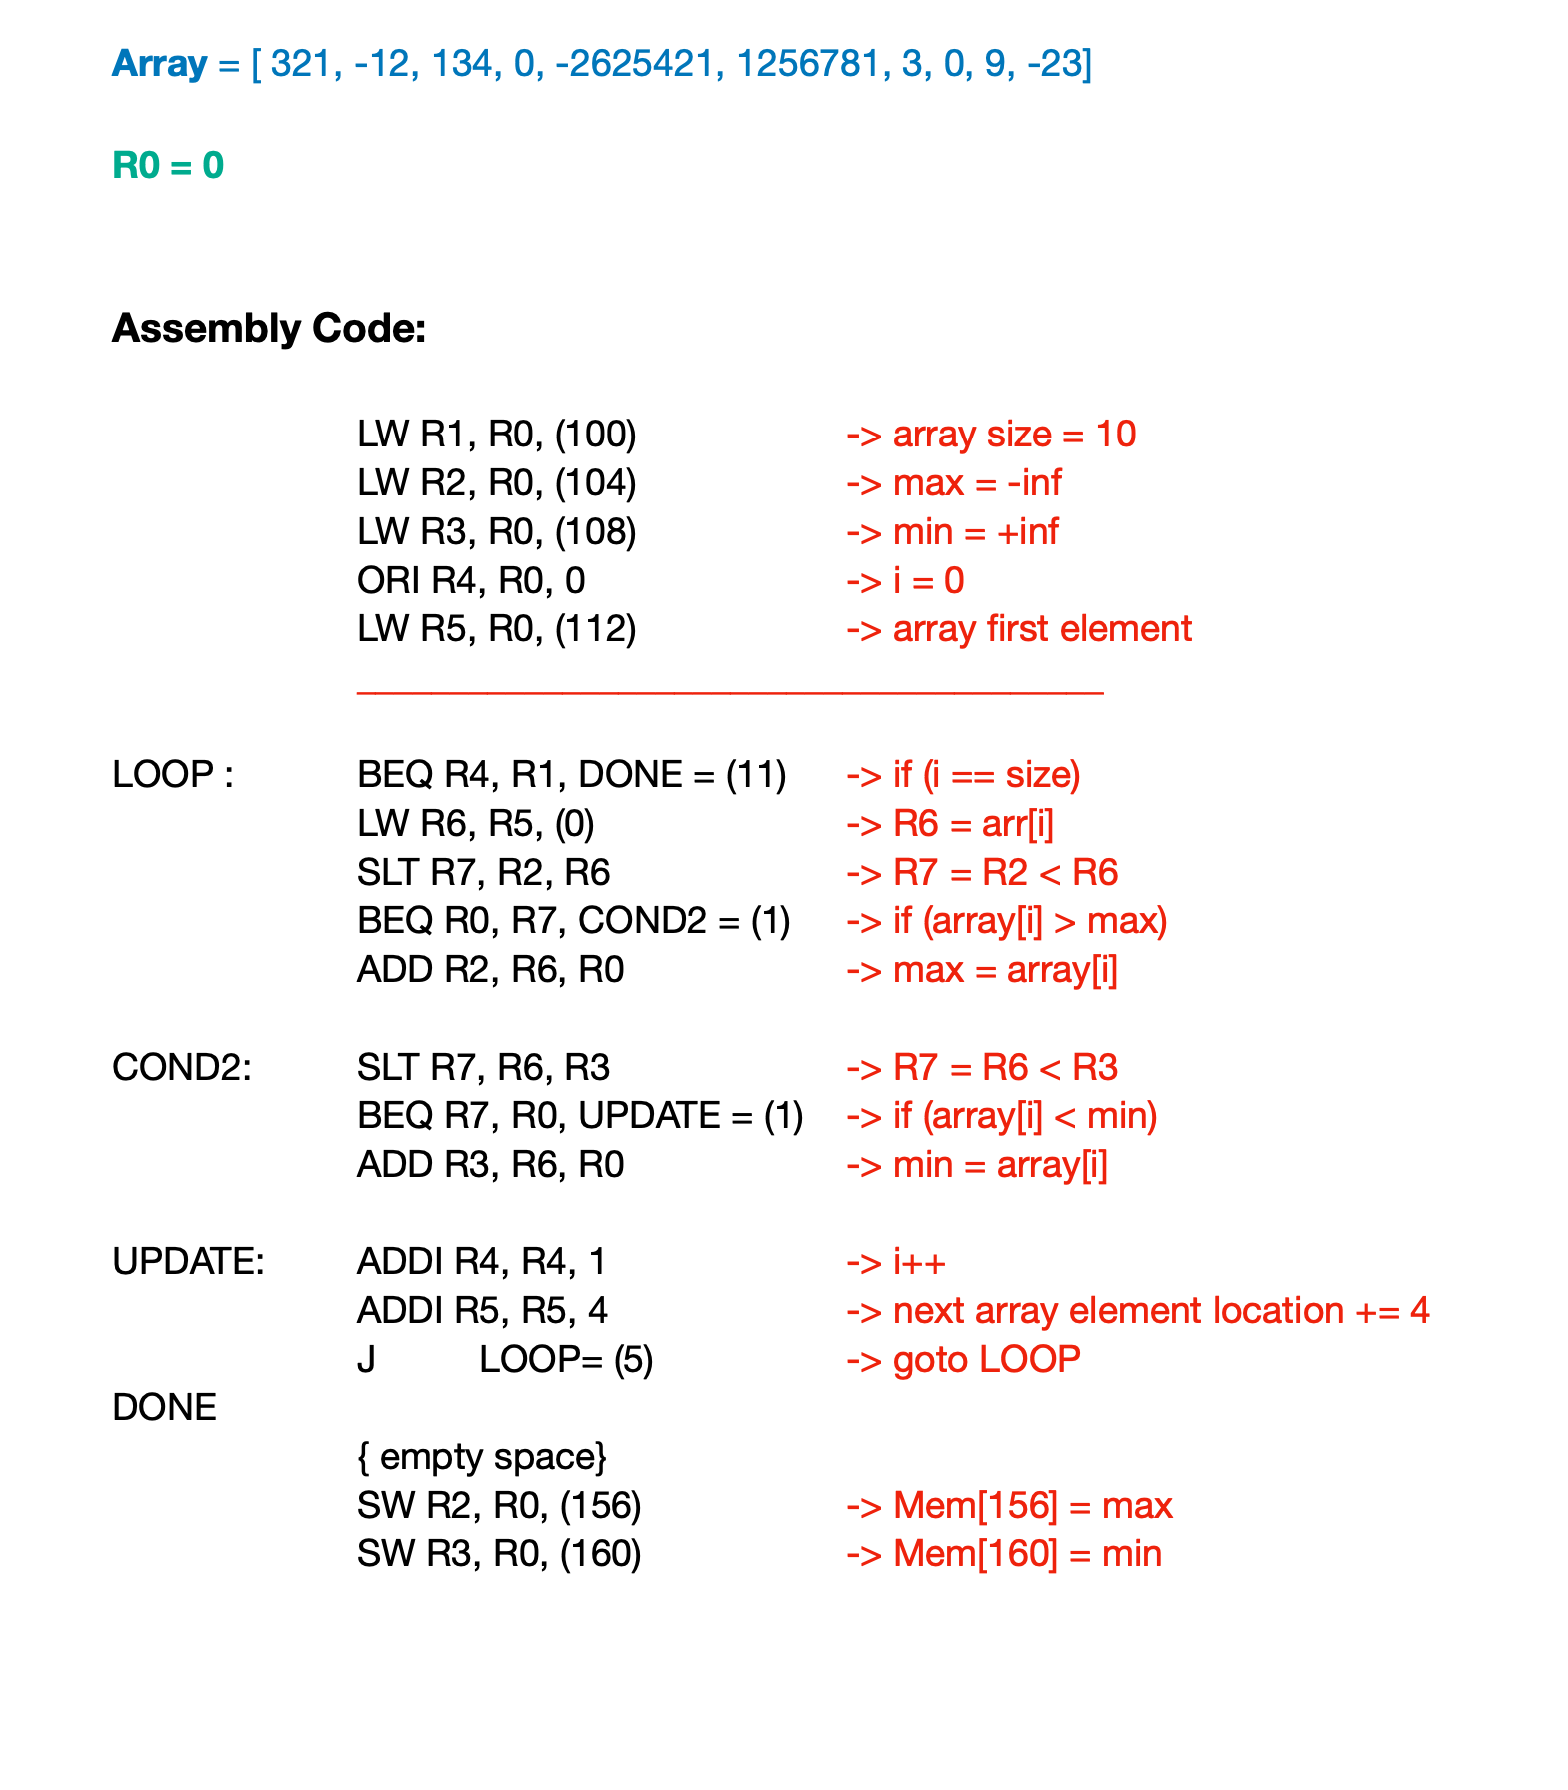 Array = [ 321, -12, 134, 0, -2625421, 1256781, 3, 0, 9, -23]
R0 = 0
Assembly Code:
LW R1, R0, (100) -> array size = 10
LW R2, R0, (104) -> max = -inf
LW R3, R0, (108) -> min = +inf
ORI R4, R0, 0 -> i = 0
LW R5, R0, (112) -> array first element
LOOP : BEQ R4, R1, DONE = (11) -> if (i == size)
LW R6, R5, (0) -> R6 = arr[i]
SLT R7, R2, R6 -> R7 = R2 < R6
BEQ R0, R7, COND2 = (1) -> if (array[i] > max)
ADD R2, R6, R0 -> max = array[i]
COND2: SLT R7, R6, R3 -> R7 = R6 < R3
BEQ R7, R0, UPDATE = (1) -> if (array[i] < min)
ADD R3, R6, R0 -> min = array[i]
UPDATE: ADDI R4, R4, 1 -> i++
ADDI R5, R5, 4 -> next array element location += 4
J LOOP= (5) -> goto LOOP
DONE
{ empty space}
SW R2, R0, (156) -> Mem[156] = max
SW R3, R0, (160) -> Mem[160] = min